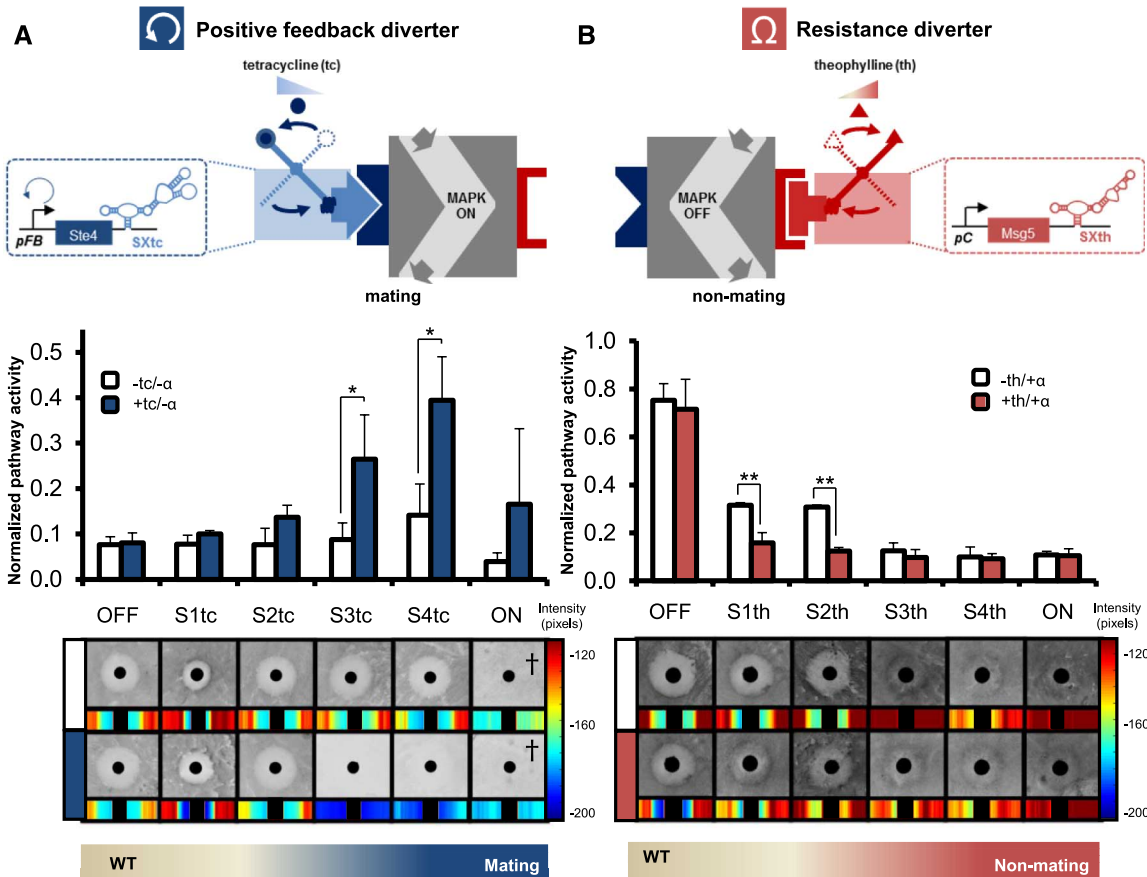 A
Positive feedback diverter
tetracycline (tc)
pFB
Ste4
SXtc
MAPK
ON
mating
Normalized pathway activity
0.5
0.4
0.3
0.2
0.1
0.0
-tc/-α
+tc/-α
*
*
OFF S1tc S2tc S3tc S4tc ON
Intensity
(pixels)
†
†
-120
-160
-200
WT Mating
B
Ω Resistance diverter
theophylline (th)
MAPK
OFF
pC
Msg5
SXth
non-mating
Normalized pathway activity
1.0
0.8
0.6
0.4
0.2
0.0
-th/+α
+th/+α
**
**
OFF S1th S2th S3th S4th ON
Intensity
(pixels)
-120
-160
-200
WT Non-mating